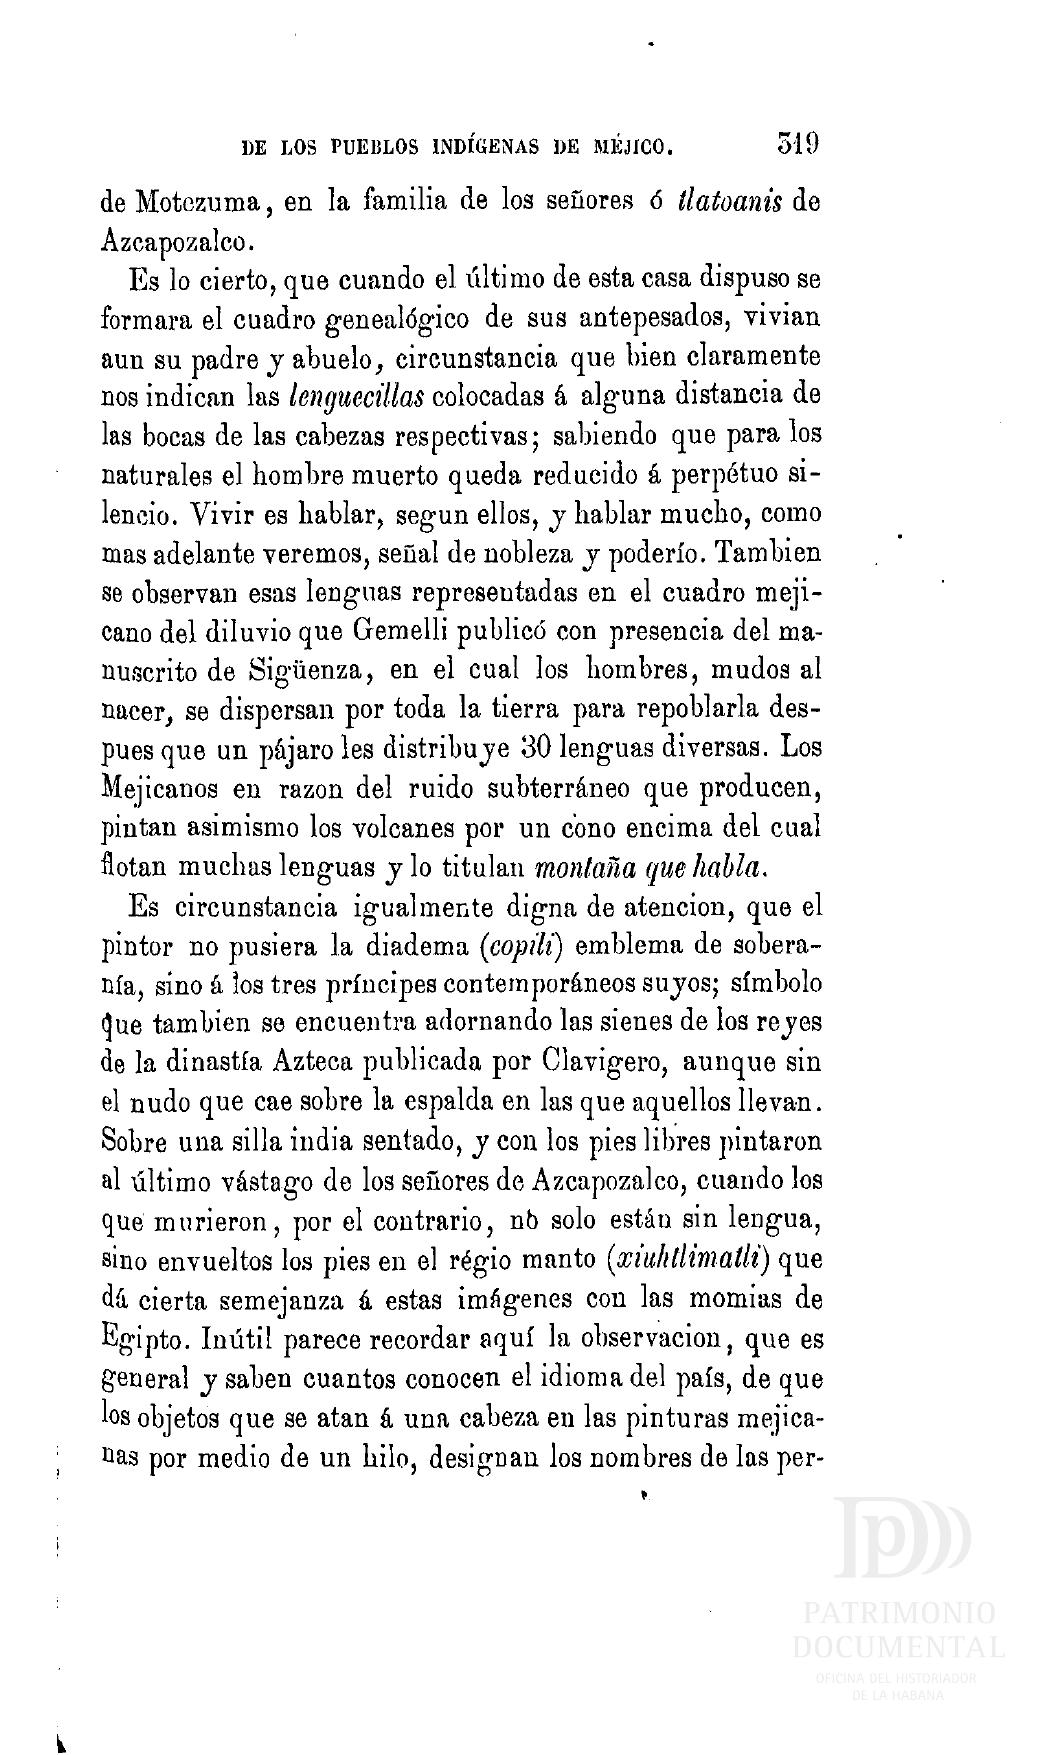 DE LOS PUEBLOS INDÍGENAS DE MÉJICO. 319
de Motezuma, en la familia de los señores ó tlatoanis de
Azcapozalco.
Es lo cierto, que cuando el último de esta casa dispuso se
formara el cuadro genealógico de sus antepesados, vivian
aun su padre y abuelo, circunstancia que bien claramente
nos indican las lenguecillas colocadas á alguna distancia de
las bocas de las cabezas respectivas; sabiendo que para los
naturales el hombre muerto queda reducido á perpétuo si-
lencio. Vivir es hablar, segun ellos, y hablar mucho, como
mas adelante veremos, señal de nobleza y poderío. Tambien
se observan esas lenguas representadas en el cuadro meji-
cano del diluvio que Gemelli publicó con presencia del ma-
nuscrito de Sigüenza, en el cual los hombres, mudos al
nacer, se dispersan por toda la tierra para repoblarla des-
pues que un pájaro les distribuye 30 lenguas diversas. Los
Mejicanos en razon del ruido subterráneo que producen,
pintan asimismo los volcanes por un cono encima del cual
flotan muchas lenguas y lo titulan montaña que habla.
Es circunstancia igualmente digna de atencion, que el
pintor no pusiera la diadema (copili) emblema de sobera-
nía, sino á los tres príncipes contemporáneos suyos; símbolo
que tambien se encuentra adornando las sienes de los reyes
de la dinastía Azteca publicada por Clavigero, aunque sin
el nudo que cae sobre la espalda en las que aquellos llevan.
Sobre una silla india sentado, y con los pies libres pintaron
al último vástago de los señores de Azcapozalco, cuando los
que murieron, por el contrario, nb solo están sin lengua,
sino envueltos los pies en el régio manto (xiuhtlimatli) que
dá cierta semejanza á estas imágenes con las momias de
Egipto. Inútil parece recordar aquí la observacion, que es
general y saben cuantos conocen el idioma del país, de que
los objetos que se atan á una cabeza en las pinturas mejica-
nas por medio de un hilo, designan los nombres de las per-
PATRIMONIO
DOCUMENTAL
OFICINA DEL HISTORIADOR
DE LA HABANA